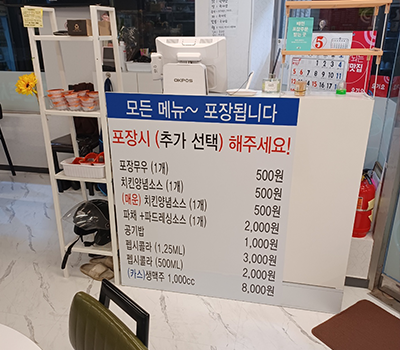 OKPOS
5
모든 메뉴~ 포장됩니다
포장시 (추가 선택) 해주세요!
포장무우 (1개) 500원
치킨양념소스 (1개) 500원
(매운) 치킨양념소스 (1개) 500원
파채 +파드레싱소스 (1개) 2,000원
공기밥 1,000원
펩시콜라 (1,25ML) 3,000원
펩시콜라 (500ML) 2,000원
(카스)생맥주 1,000cc 8,000원